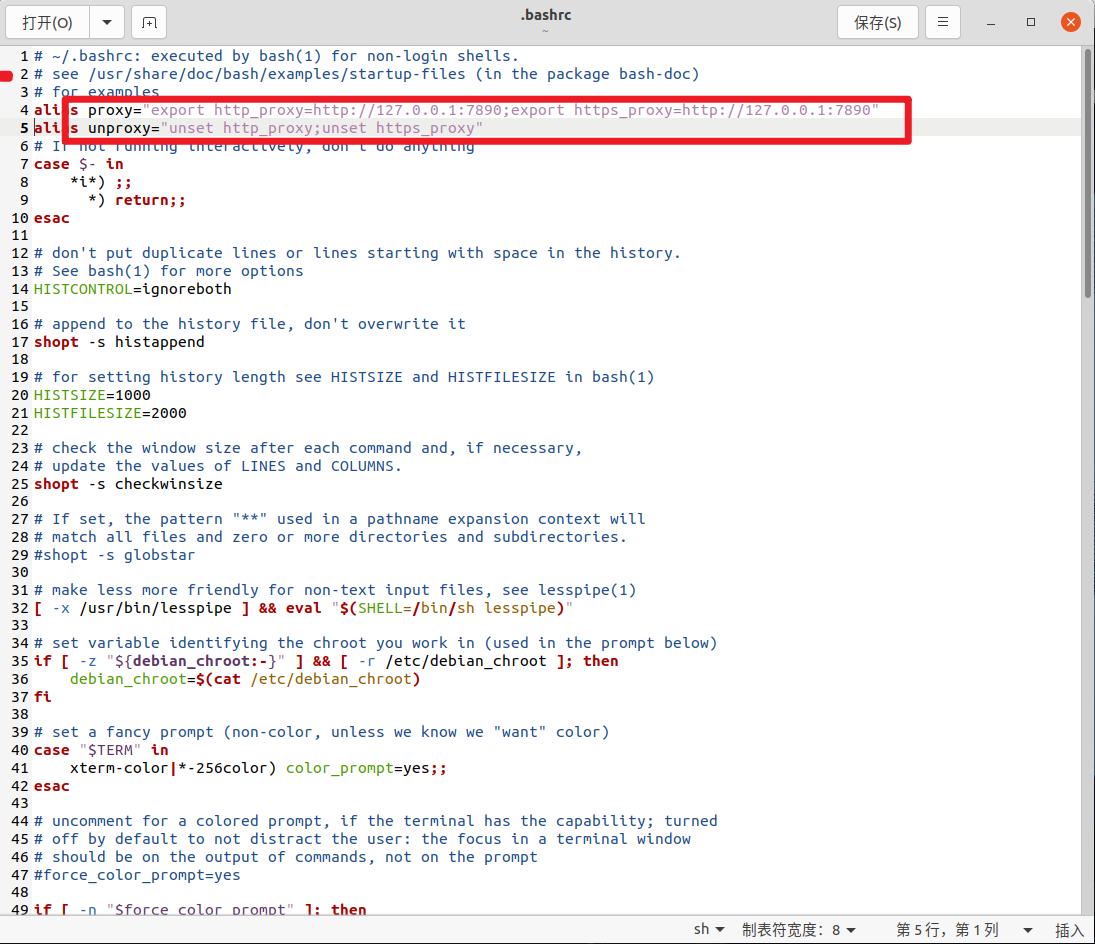 打开(O)
.bashrc
~
保存(S)
1 # ~/.bashrc: executed by bash(1) for non-login shells.
2 # see /usr/share/doc/bash/examples/startup-files (in the package bash-doc)
3 # for examples
4 alias proxy="export http_proxy=http://127.0.0.1:7890;export https_proxy=http://127.0.0.1:7890"
5 alias unproxy="unset http_proxy;unset https_proxy"
6 # If not running interactively, don't do anything
7 case $- in
8     *i*) ;;
9       *) return;;
10 esac
11
12 # don't put duplicate lines or lines starting with space in the history.
13 # See bash(1) for more options
14 HISTCONTROL=ignoreboth
15
16 # append to the history file, don't overwrite it
17 shopt -s histappend
18
19 # for setting history length see HISTSIZE and HISTFILESIZE in bash(1)
20 HISTSIZE=1000
21 HISTFILESIZE=2000
22
23 # check the window size after each command and, if necessary,
24 # update the values of LINES and COLUMNS.
25 shopt -s checkwinsize
26
27 # If set, the pattern "**" used in a pathname expansion context will
28 # match all files and zero or more directories and subdirectories.
29 #shopt -s globstar
30
31 # make less more friendly for non-text input files, see lesspipe(1)
32 [ -x /usr/bin/lesspipe ] && eval "$(SHELL=/bin/sh lesspipe)"
33
34 # set variable identifying the chroot you work in (used in the prompt below)
35 if [ -z "${debian_chroot:-}" ] && [ -r /etc/debian_chroot ]; then
36     debian_chroot=$(cat /etc/debian_chroot)
37 fi
38
39 # set a fancy prompt (non-color, unless we know we "want" color)
40 case "$TERM" in
41     xterm-color|*-256color) color_prompt=yes;;
42 esac
43
44 # uncomment for a colored prompt, if the terminal has the capability; turned
45 # off by default to not distract the user: the focus in a terminal window
46 # should be on the output of commands, not on the prompt
47 #force_color_prompt=yes
48
49 if [ -n "$force_color_prompt" ]; then
sh 制表符宽度: 8 第 5 行, 第 1 列 插入